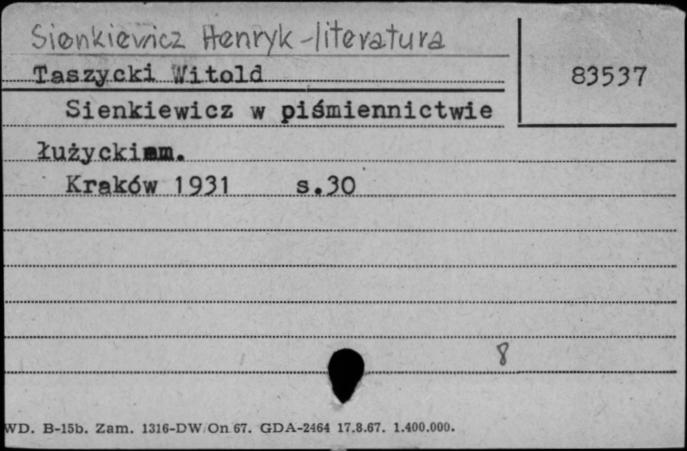 Sienkiewicz Henryk - literatura
Taszycki Witold
83537
Sienkiewicz w piśmiennictwie
łużyckiem.
Kraków 1931 s.30
8
WD. B-15b. Zam. 1316-DW/On 67. GDA-2464 17.8.67. 1.400.000.